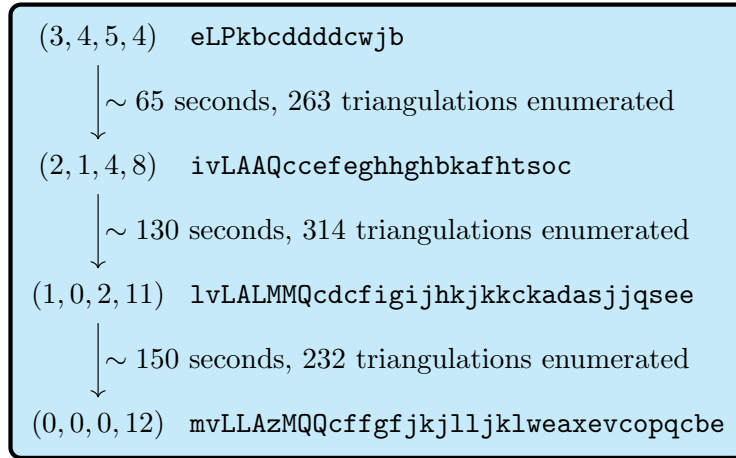 (3, 4, 5, 4) eLPkbcddddcwjb
∼ 65 seconds, 263 triangulations enumerated
(2, 1, 4, 8) ivLAAQccefeghhghbkafhtsoc
∼ 130 seconds, 314 triangulations enumerated
(1, 0, 2, 11) lvLALMMQcdcfigijhkjkkckadasjjqsee
∼ 150 seconds, 232 triangulations enumerated
(0, 0, 0, 12) mvLLAzMQQcffgfjkjlljklweaxevcopqcbe